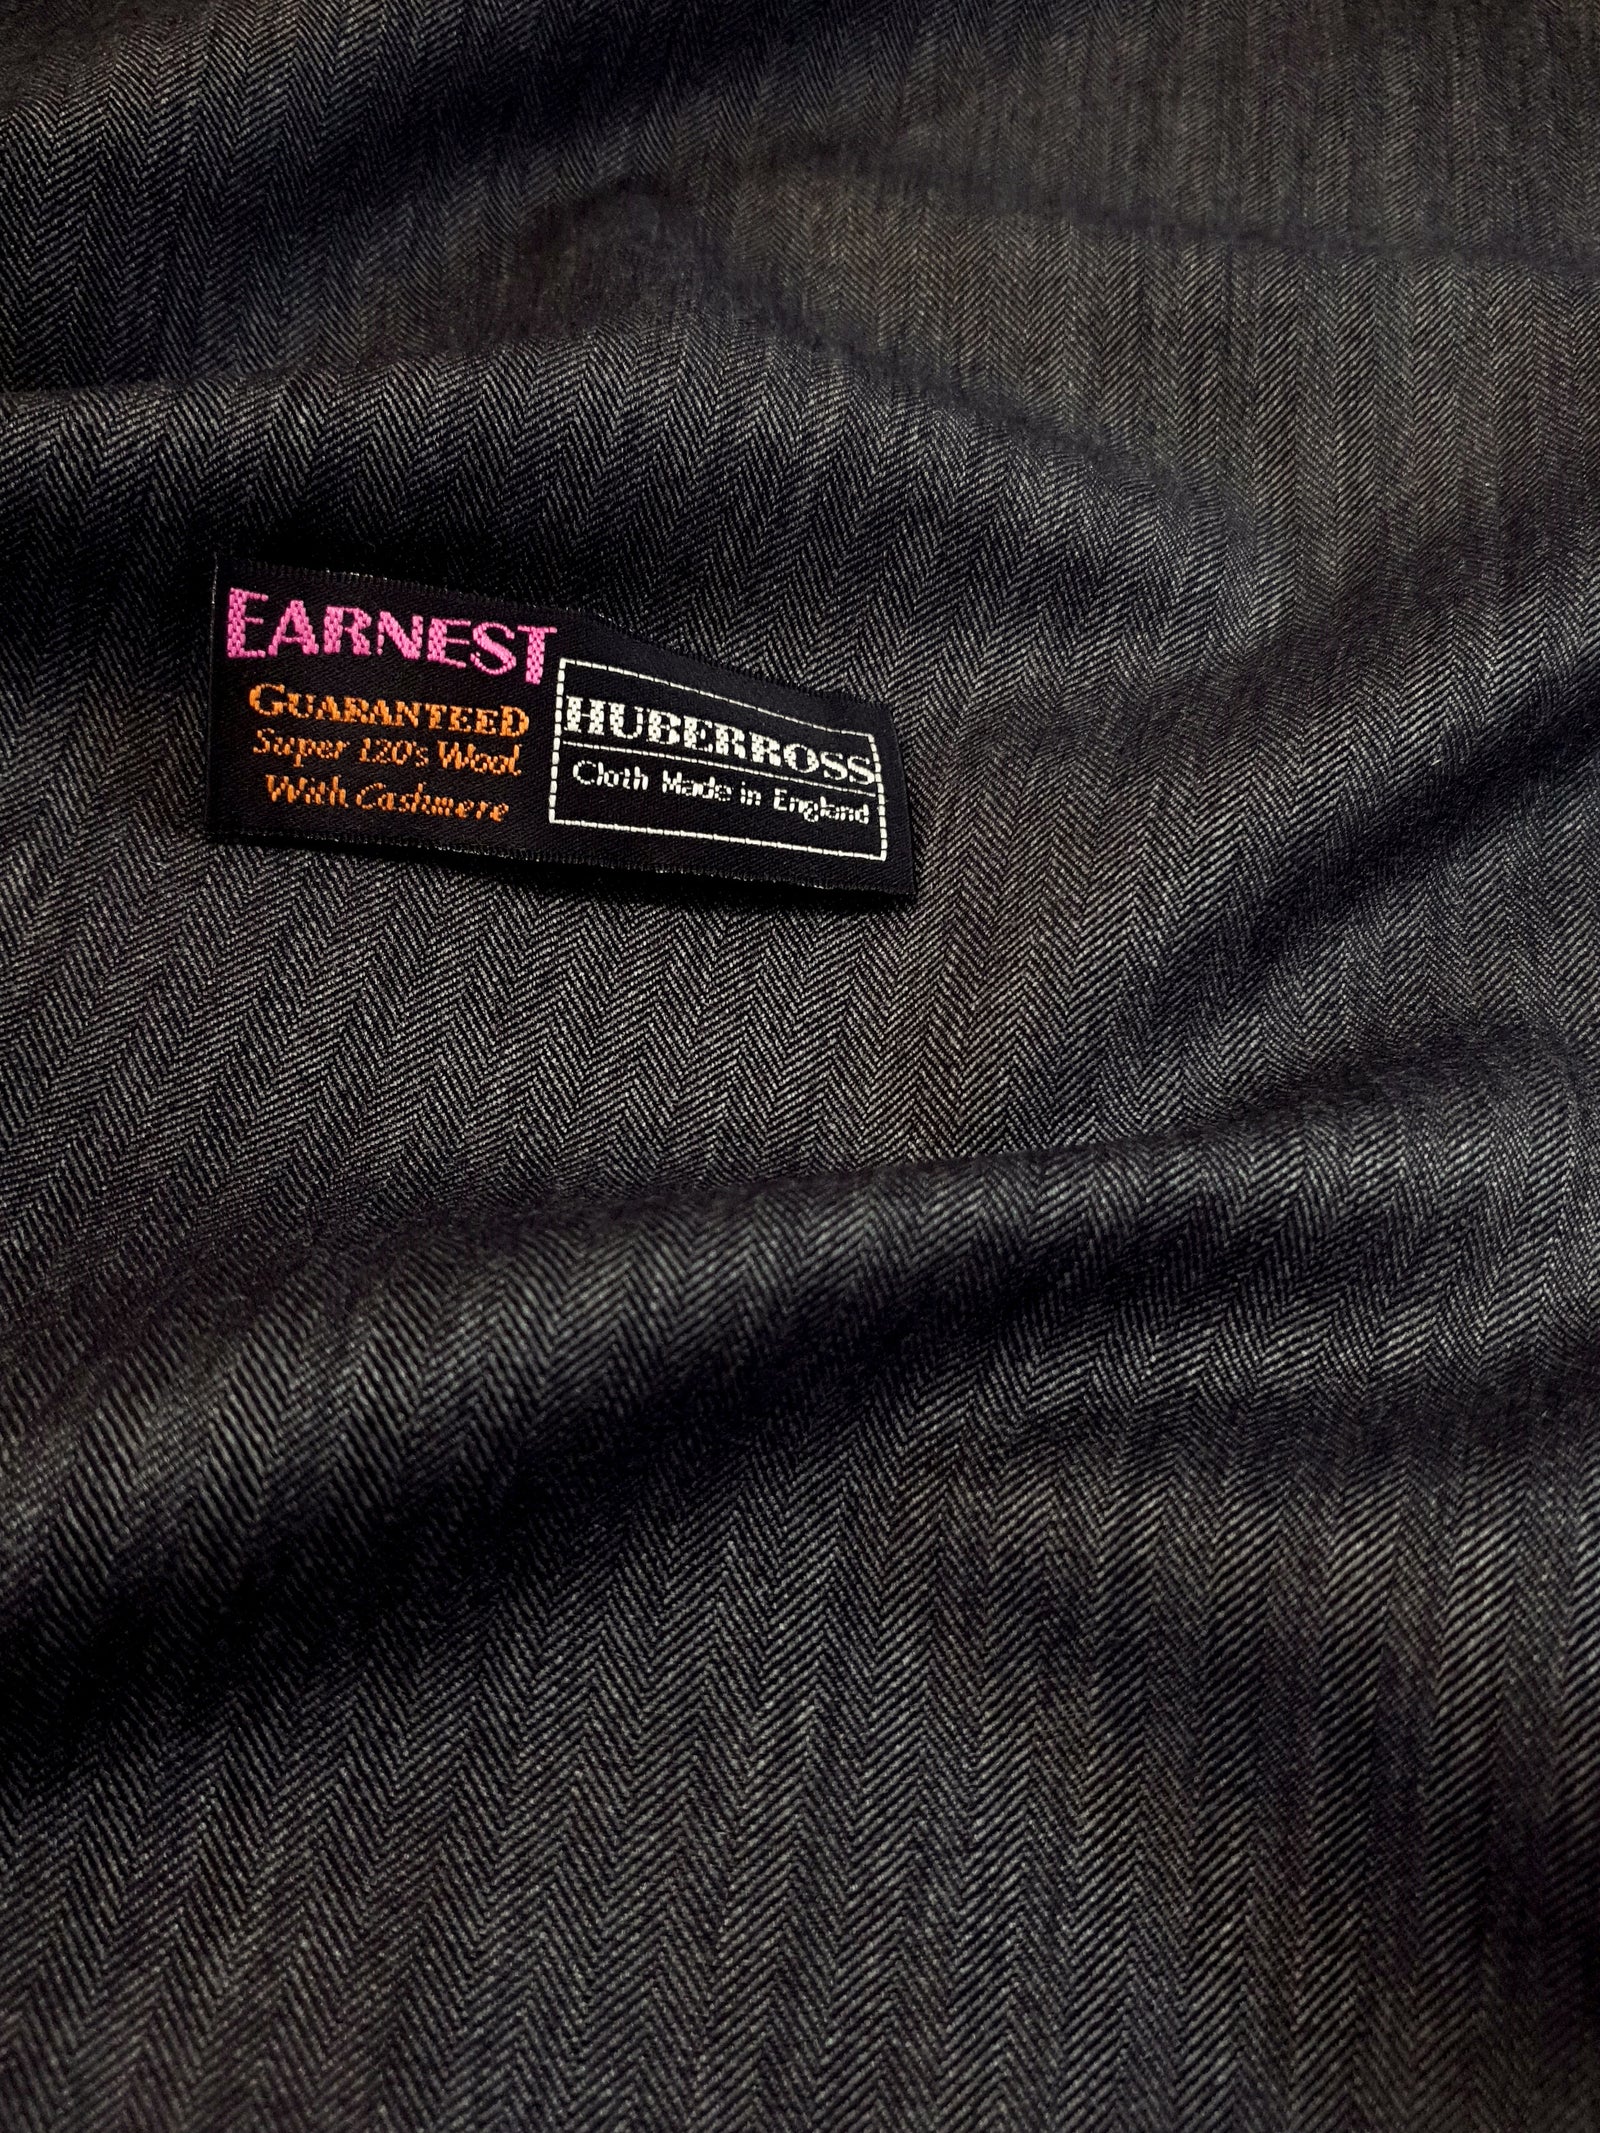 EARNEST
GUARANTEED
Super 120's Wool
With Cashmere
HUBERROSS
Cloth Made in England